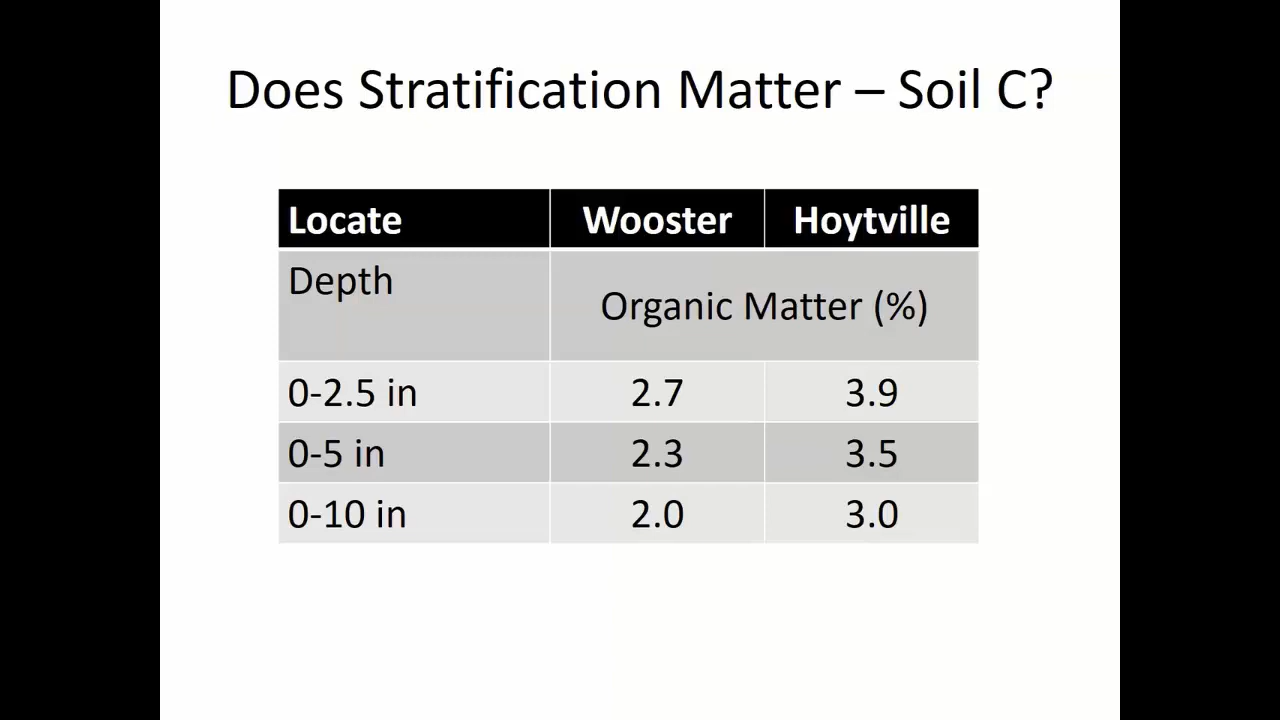 Does Stratification Matter – Soil C?
Locate Wooster Hoytville
Depth Organic Matter (%)
0-2.5 in 2.7 3.9
0-5 in 2.3 3.5
0-10 in 2.0 3.0